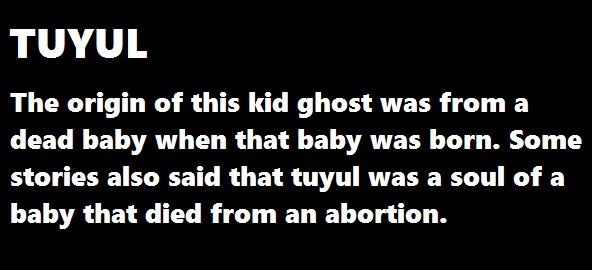 TUYUL
The origin of this kid ghost was from a
dead baby when that baby was born. Some
stories also said that tuyul was a soul of a
baby that died from an abortion.